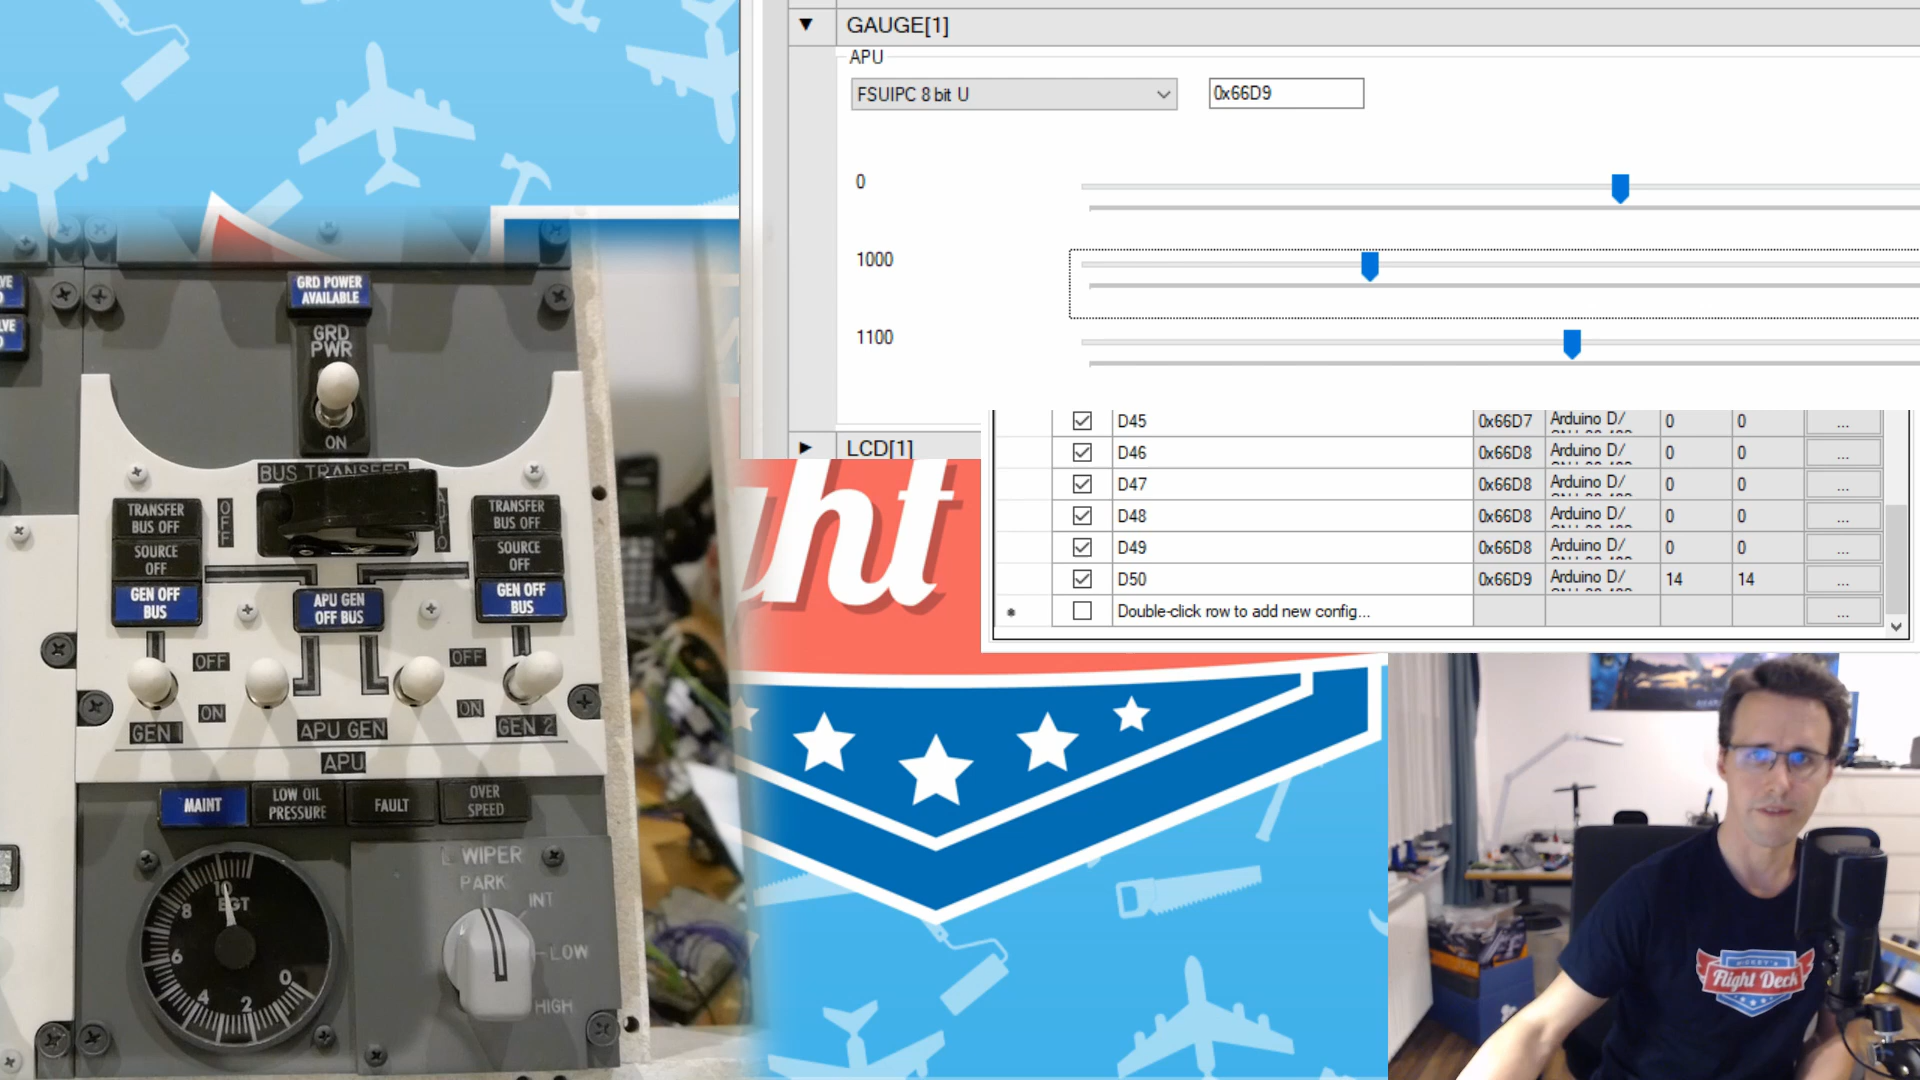 GAUGE[1]
APU
FSUIPC 8 bit U
0x66D9
0
1000
1100
LCD[1]
D45 0x66D7 Arduino D/ 0 0 ...
D46 0x66D8 Arduino D/ 0 0 ...
D47 0x66D8 Arduino D/ 0 0 ...
D48 0x66D8 Arduino D/ 0 0 ...
D49 0x66D8 Arduino D/ 0 0 ...
D50 0x66D9 Arduino D/ 14 14 ...
Double-click row to add new config... ...
GRD POWER
AVAILABLE
GRD
PWR
ON
BUS TRANSFER
TRANSFER
BUS OFF
OFF
AUTO
TRANSFER
BUS OFF
SOURCE
OFF
SOURCE
OFF
GEN OFF
BUS
APU GEN
OFF BUS
GEN OFF
BUS
OFF
OFF
ON
ON
GEN 1
APU GEN
GEN 2
APU
MAINT
LOW OIL
PRESSURE
FAULT
OVER
SPEED
10
EGT
8
6
4
2
0
WIPER
PARK
INT
LOW
HIGH
ght
Flight Deck